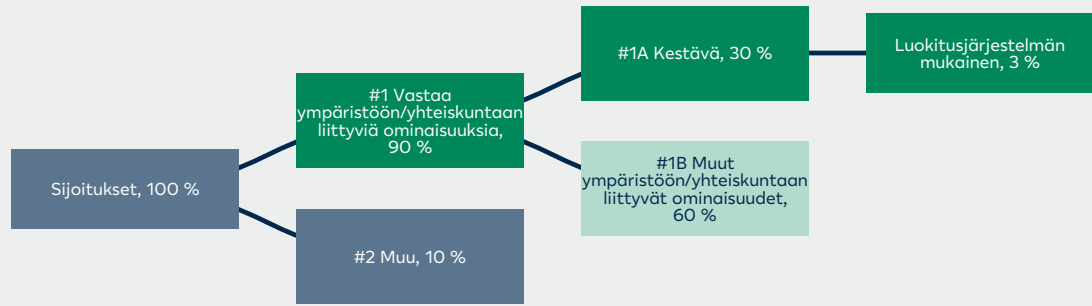 Sijoitukset, 100 %
#1 Vastaa
ympäristöön/yhteiskuntaan
liittyviä ominaisuuksia,
90 %
#2 Muu, 10 %
#1A Kestävä, 30 %
#1B Muut
ympäristöön/yhteiskuntaan
liittyvät ominaisuudet,
60 %
Luokitusjärjestelmän
mukainen, 3 %